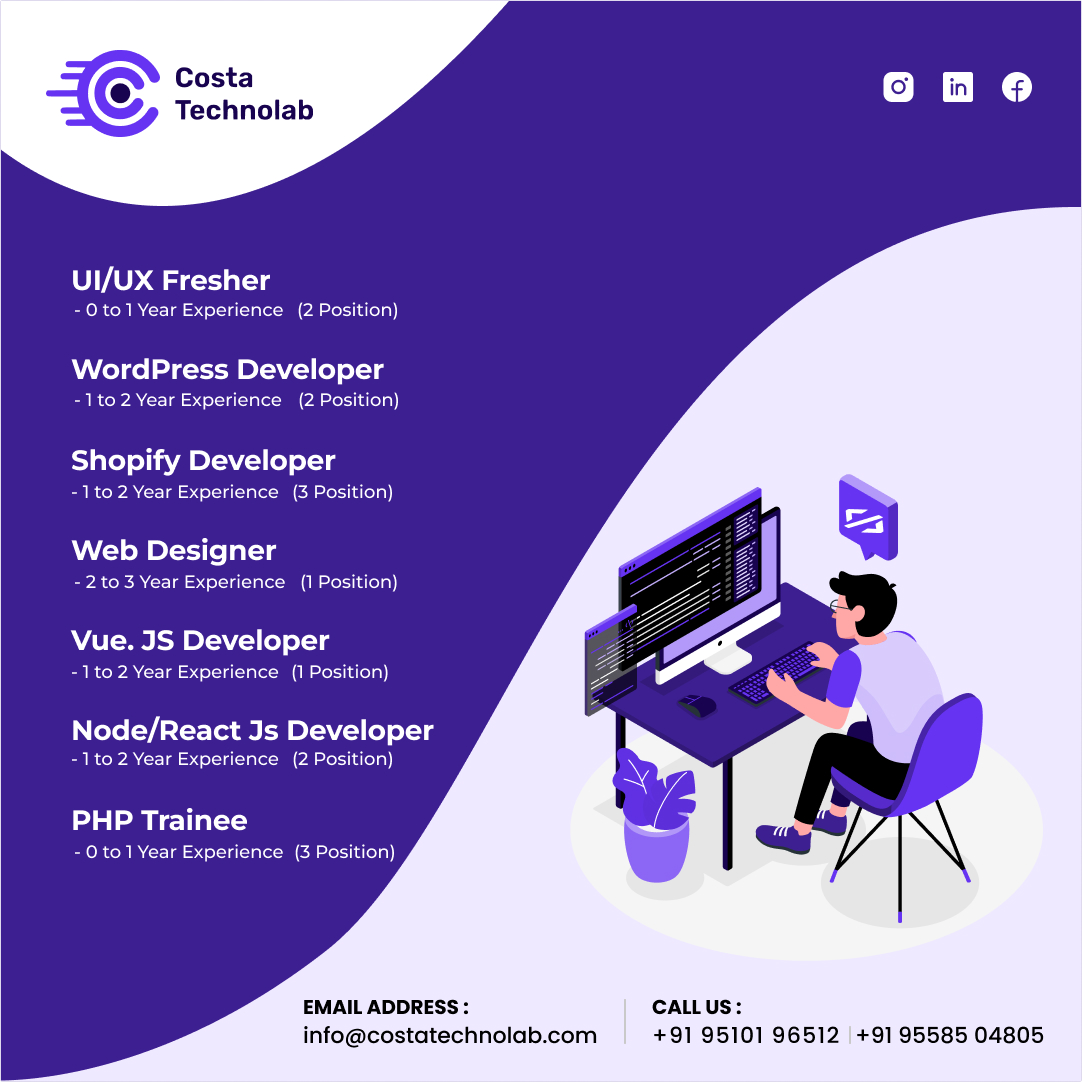 Costa
Technolab
UI/UX Fresher
- 0 to 1 Year Experience (2 Position)
WordPress Developer
- 1 to 2 Year Experience (2 Position)
Shopify Developer
- 1 to 2 Year Experience (3 Position)
Web Designer
- 2 to 3 Year Experience (1 Position)
Vue. JS Developer
- 1 to 2 Year Experience (1 Position)
Node/React Js Developer
- 1 to 2 Year Experience (2 Position)
PHP Trainee
- 0 to 1 Year Experience (3 Position)
EMAIL ADDRESS :
info@costatechnolab.com
CALL US :
+91 95101 96512 | +91 95585 04805